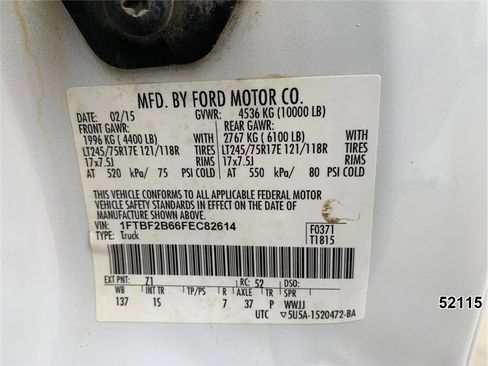 MFD. BY FORD MOTOR CO.
DATE: 02/15 GVWR: 4536 KG (10000 LB)
FRONT GAWR: REAR GAWR:
1996 KG (4400 LB) WITH 2767 KG (6100 LB) WITH
LT245/75R17E 121/118R TIRES LT245/75R17E 121/118R TIRES
17x7.5J RIMS 17x7.5J RIMS
AT 520 kPa/ 75 PSI COLD AT 550 kPa/ 80 PSI COLD
THIS VEHICLE CONFORMS TO ALL APPLICABLE FEDERAL MOTOR
VEHICLE SAFETY STANDARDS IN EFFECT ON THE DATE OF
MANUFACTURE SHOWN ABOVE.
VIN: 1FTBF2B66FEC82614 F0371
TYPE: Truck T1815
EXT PNT: Z1 RC: 52 DSO:
WB INT TR TP/PS R AXLE TR SPR
137 15 7 37 P WWJJ
UTC ▽5U5A-1520472-BA
52115